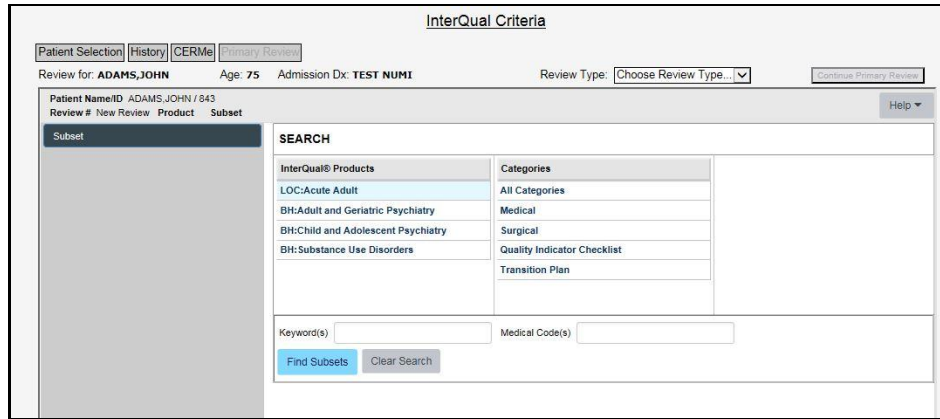 InterQual Criteria
Patient Selection History CERMe Primary Review
Review for: ADAMS,JOHN Age: 75 Admission Dx: TEST NUMI Review Type: Choose Review Type... Continue Primary Review
Patient Name/ID ADAMS,JOHN / 843
Review # New Review Product Subset
Help
Subset
SEARCH
InterQual® Products Categories
LOC:Acute Adult All Categories
BH:Adult and Geriatric Psychiatry Medical
BH:Child and Adolescent Psychiatry Surgical
BH:Substance Use Disorders Quality Indicator Checklist
Transition Plan
Keyword(s) Medical Code(s)
Find Subsets Clear Search